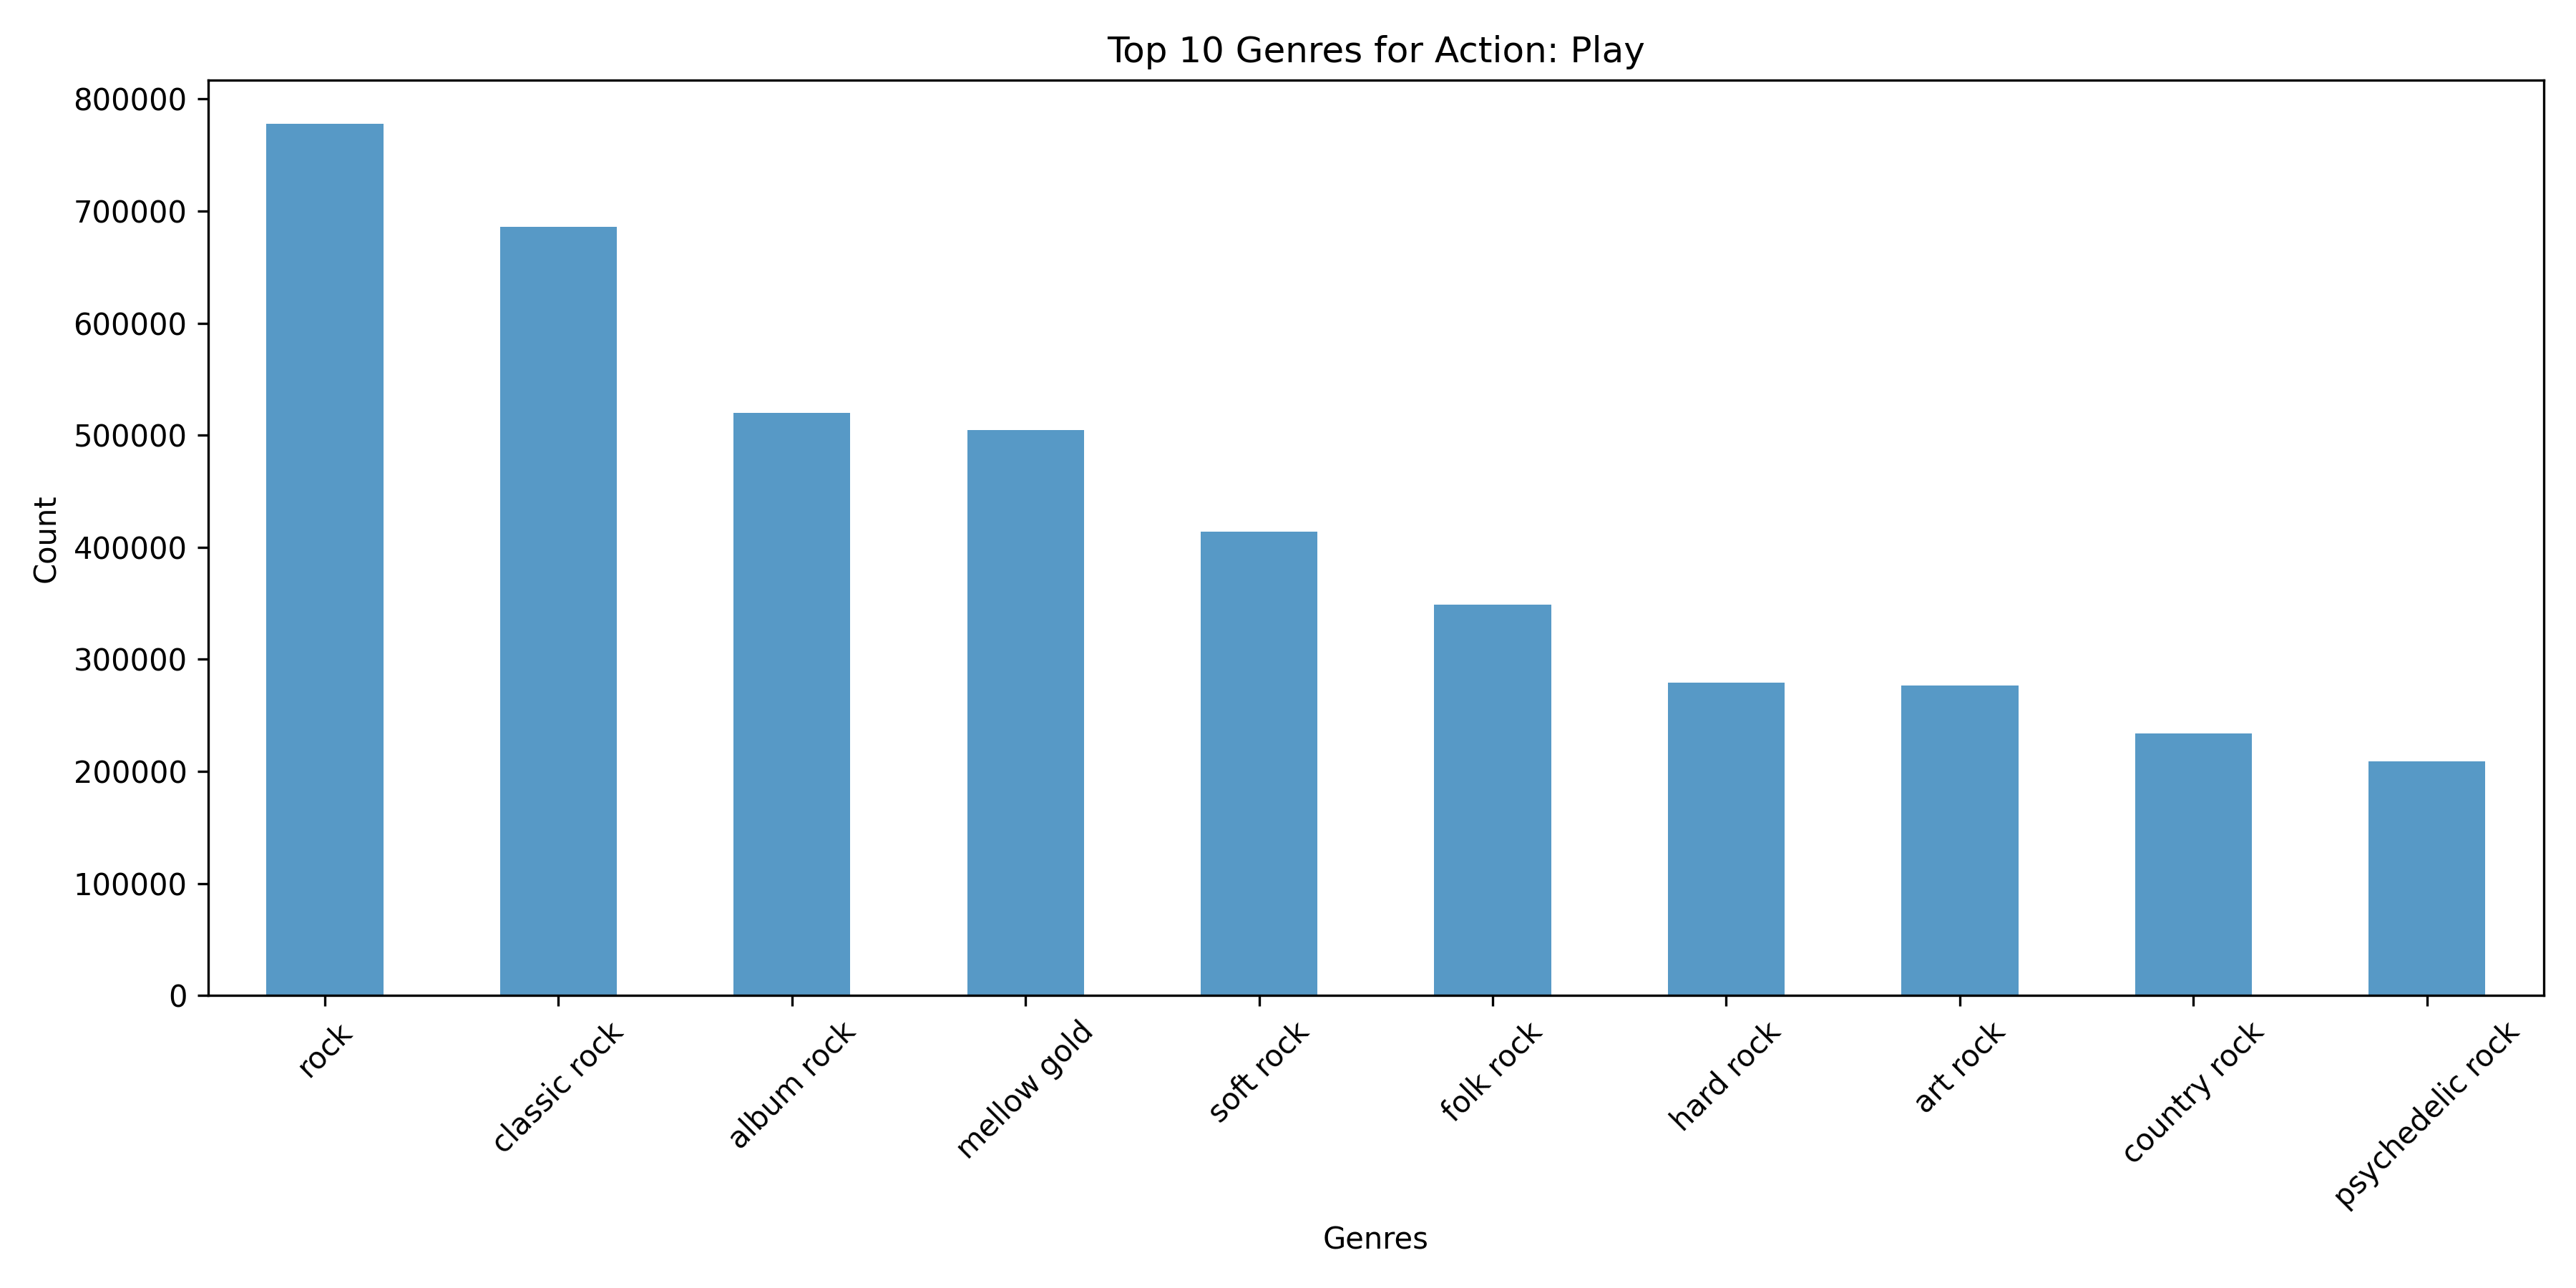 Top 10 Genres for Action: Play
800000
700000
600000
500000
400000
300000
200000
100000
0
Count
rock
classic rock
album rock
mellow gold
soft rock
folk rock
hard rock
art rock
country rock
psychedelic rock
Genres